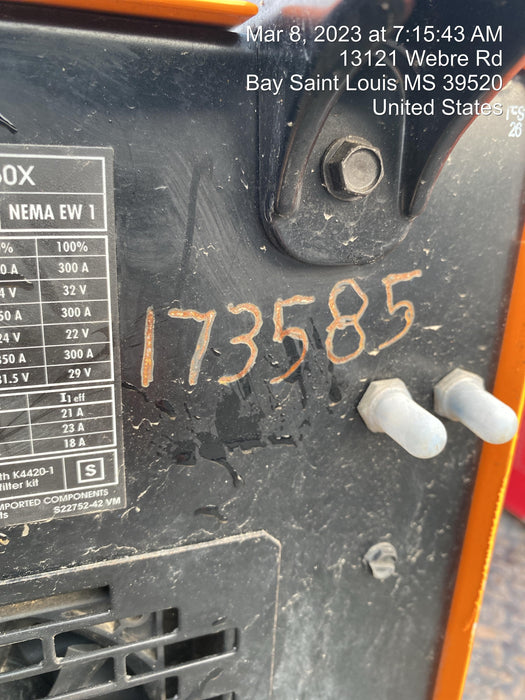 Mar 8, 2023 at 7:15:43 AM
13121 Webre Rd
Bay Saint Louis MS 39520
United States
26
0X
NEMA EW 1
% 100%
0 A 300 A
4 V 32 V
50 A 300 A
24 V 22 V
350 A 300 A
31.5 V 29 V
I1 eff
21 A
23 A
18 A
th K4420-1
filter kit
S
MPORTED COMPONENTS
ts S22752-42 VM
173585